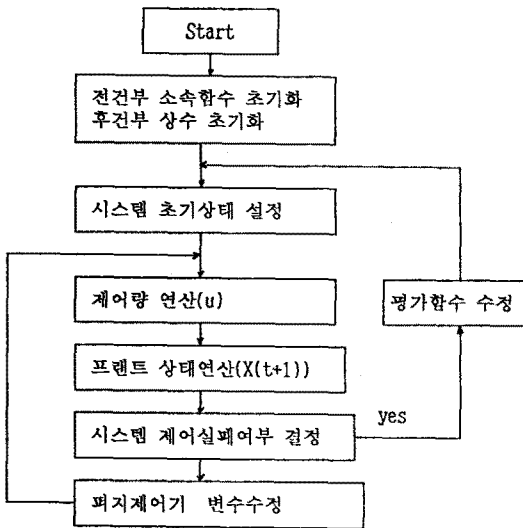 Start
전건부 소속함수 초기화
후건부 상수 초기화
시스템 초기상태 설정
제어량 연산(u)
평가함수 수정
프랜트 상태연산(X(t+1))
yes
시스템 제어실패여부 결정
퍼지제어기 변수수정